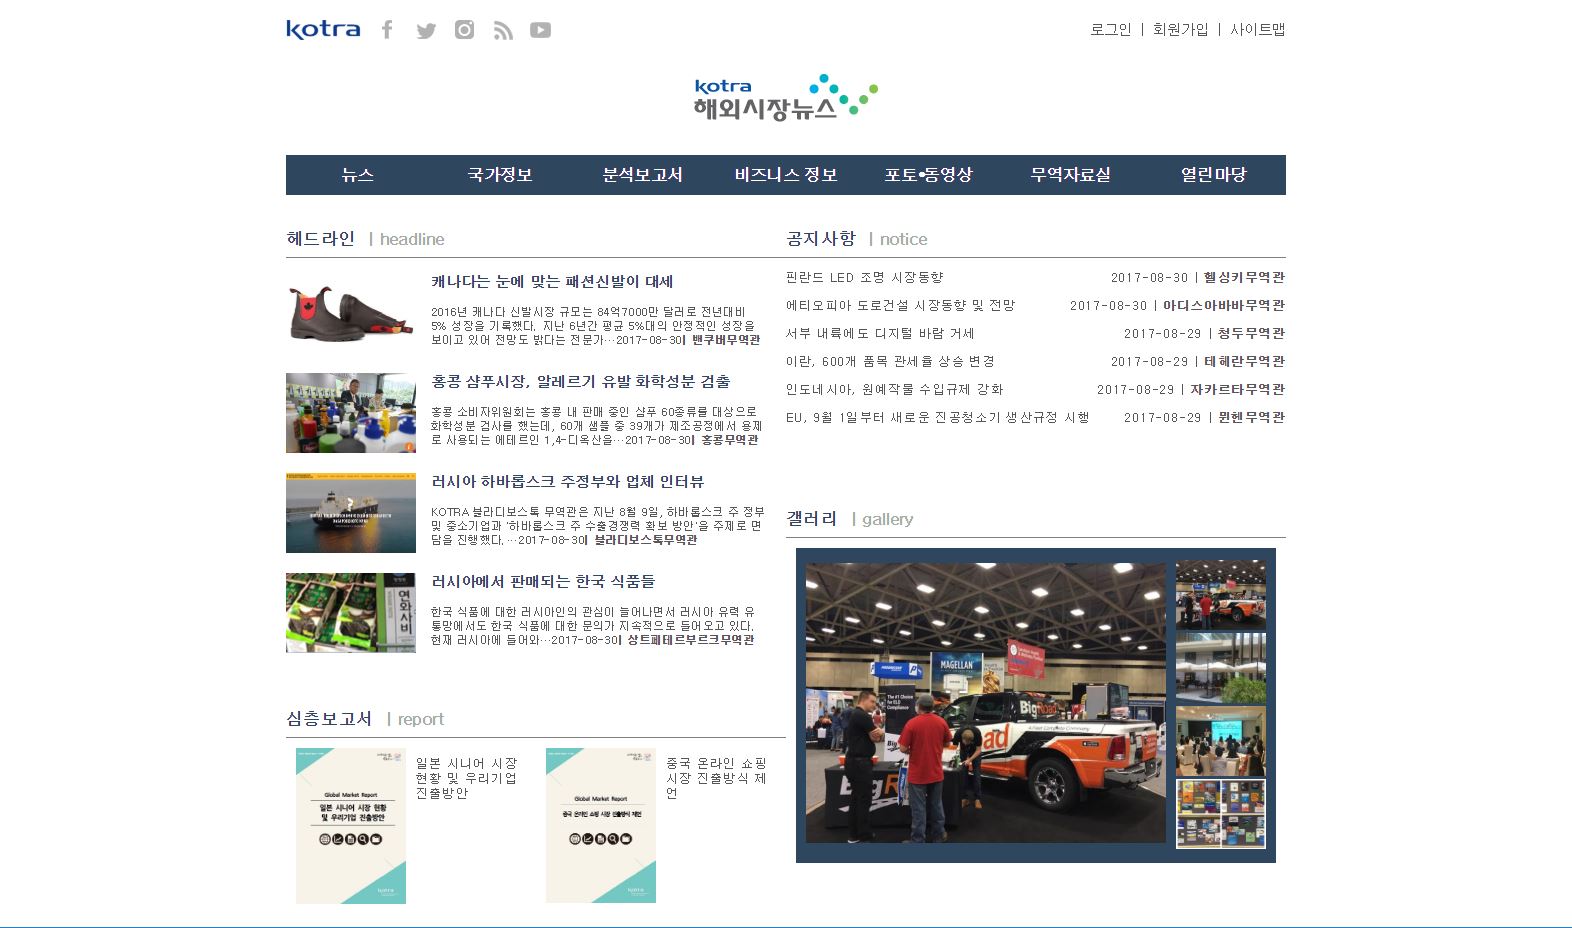 kotra
로그인 | 회원가입 | 사이트맵
kotra
해외시장뉴스
뉴스 국가정보 분석보고서 비즈니스 정보 포토•동영상 무역자료실 열린마당
헤드라인 | headline
캐나다는 눈에 맞는 패션신발이 대세
2016년 캐나다 신발시장 규모는 84억7000만 달러로 전년대비
5% 성장을 기록했다. 지난 6년간 평균 5%대의 안정적인 성장을
보이고 있어 전망도 밝다는 전문가…2017-08-30| 밴쿠버무역관
홍콩 샴푸시장, 알레르기 유발 화학성분 검출
홍콩 소비자위원회는 홍콩 내 판매 중인 샴푸 60종류를 대상으로
화학성분 검사를 했는데, 60개 샘플 중 39개가 제조공정에서 용제
로 사용되는 에테르인 1,4-디옥산을…2017-08-30| 홍콩무역관
러시아 하바롭스크 주정부와 업체 인터뷰
KOTRA 블라디보스톡 무역관은 지난 8월 9일, 하바롭스크 주 정부
및 중소기업과 '하바롭스크 주 수출경쟁력 확보 방안'을 주제로 면
담을 진행했다. …2017-08-30| 블라디보스톡무역관
러시아에서 판매되는 한국 식품들
연와사비
한국 식품에 대한 러시아인의 관심이 늘어나면서 러시아 유력 유
통망에서도 한국 식품에 대한 문의가 지속적으로 들어오고 있다.
현재 러시아에 들어와…2017-08-30| 상트페테르부르크무역관
공지사항 | notice
핀란드 LED 조명 시장동향 2017-08-30 | 헬싱키무역관
에티오피아 도로건설 시장동향 및 전망 2017-08-30 | 아디스아바바무역관
서부 내륙에도 디지털 바람 거세 2017-08-29 | 청두무역관
이란, 600개 품목 관세율 상승 변경 2017-08-29 | 테헤란무역관
인도네시아, 원예작물 수입규제 강화 2017-08-29 | 자카르타무역관
EU, 9월 1일부터 새로운 진공청소기 생산규정 시행 2017-08-29 | 뮌헨무역관
갤러리 | gallery
MAGELLAN
The #1 Choice
for ELD
Compliance
BigRoad
ad
A Fleet Complete Company
BigR
심층보고서 | report
Global Market Report
일본 시니어 시장 현황
및 우리기업 진출방안
kotra
일본 시니어 시장
현황 및 우리기업
진출방안
Global Market Report
중국 온라인 쇼핑 시장 진출방식 제언
kotra
중국 온라인 쇼핑
시장 진출방식 제
언